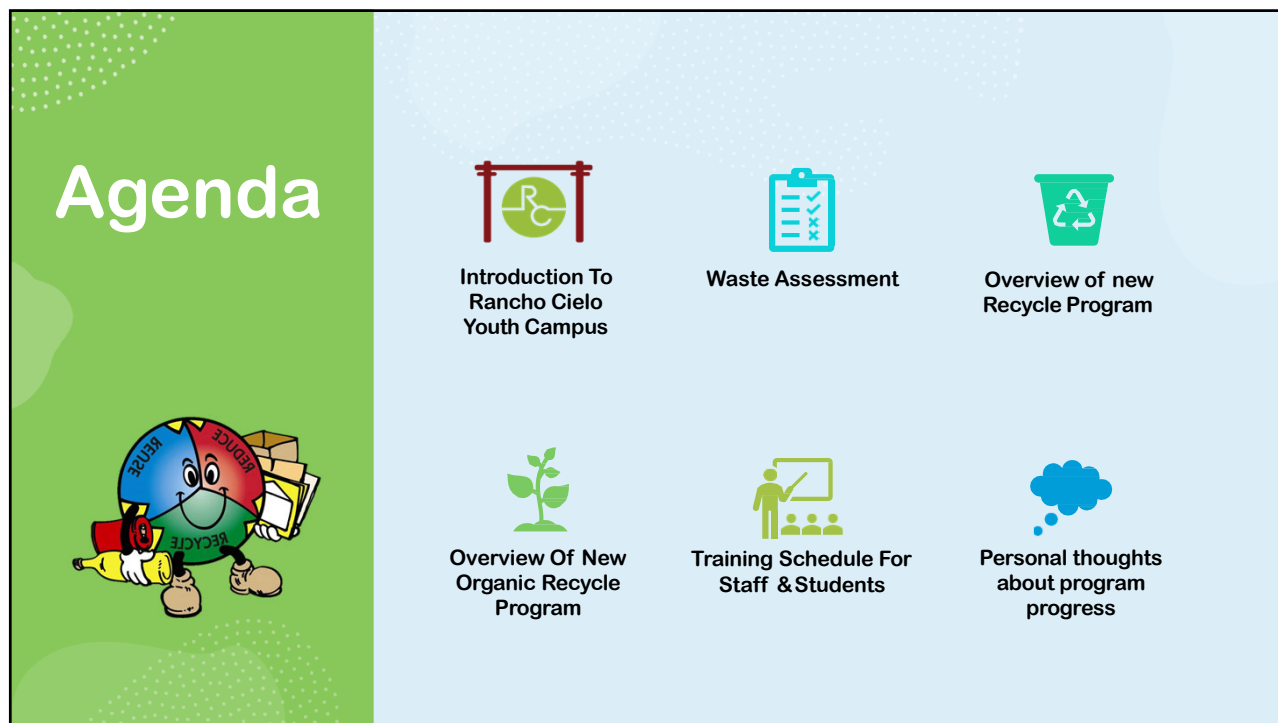 Agenda
REUSE
REDUCE
RECYCLE
R
C
Introduction To
Rancho Cielo
Youth Campus
Waste Assessment
Overview of new
Recycle Program
Overview Of New
Organic Recycle
Program
Training Schedule For
Staff & Students
Personal thoughts
about program
progress